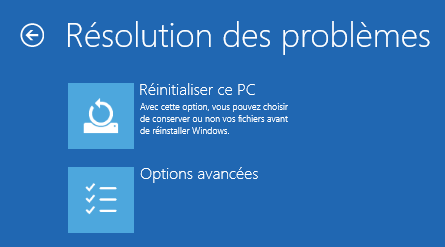 Résolution des problèmes
Réinitialiser ce PC
Avec cette option, vous pouvez choisir
de conserver ou non vos fichiers avant
de réinstaller Windows.
Options avancées